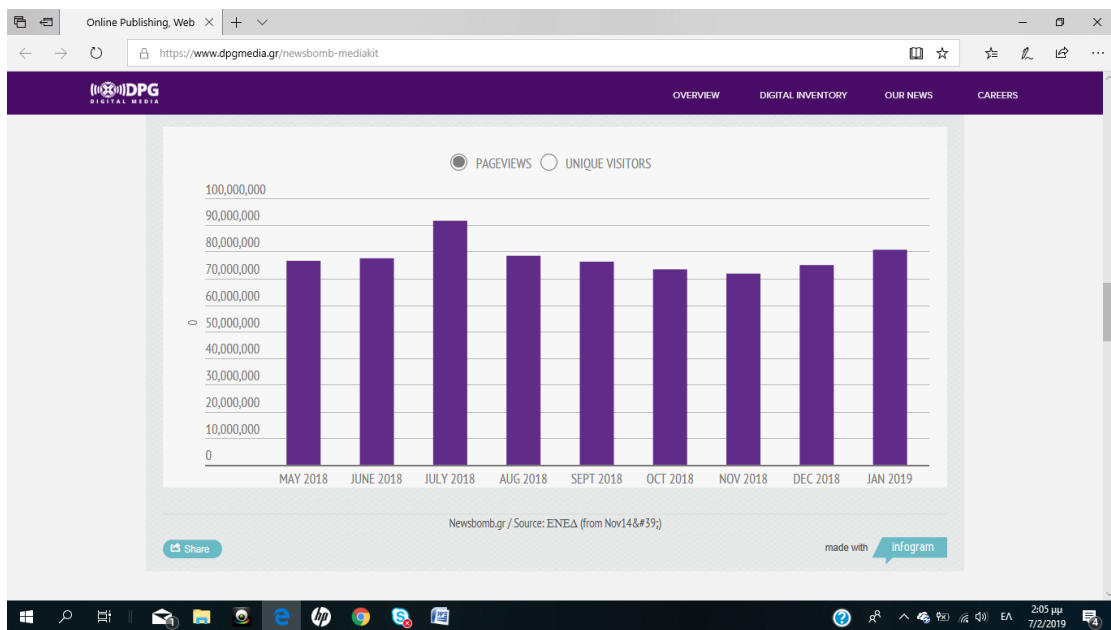 Online Publishing, Web
https://www.dpgmedia.gr/newsbomb-mediakit
DPG
DIGITAL MEDIA
OVERVIEW DIGITAL INVENTORY OUR NEWS CAREERS
PAGEVIEWS UNIQUE VISITORS
100,000,000
90,000,000
80,000,000
70,000,000
60,000,000
0 50,000,000
40,000,000
30,000,000
20,000,000
10,000,000
0
MAY 2018 JUNE 2018 JULY 2018 AUG 2018 SEPT 2018 OCT 2018 NOV 2018 DEC 2018 JAN 2019
Newsbomb.gr / Source: ΕΝΕΔ (from Nov14&#39;)
Share
made with infogram
ΕΛ
2:05 μμ
7/2/2019